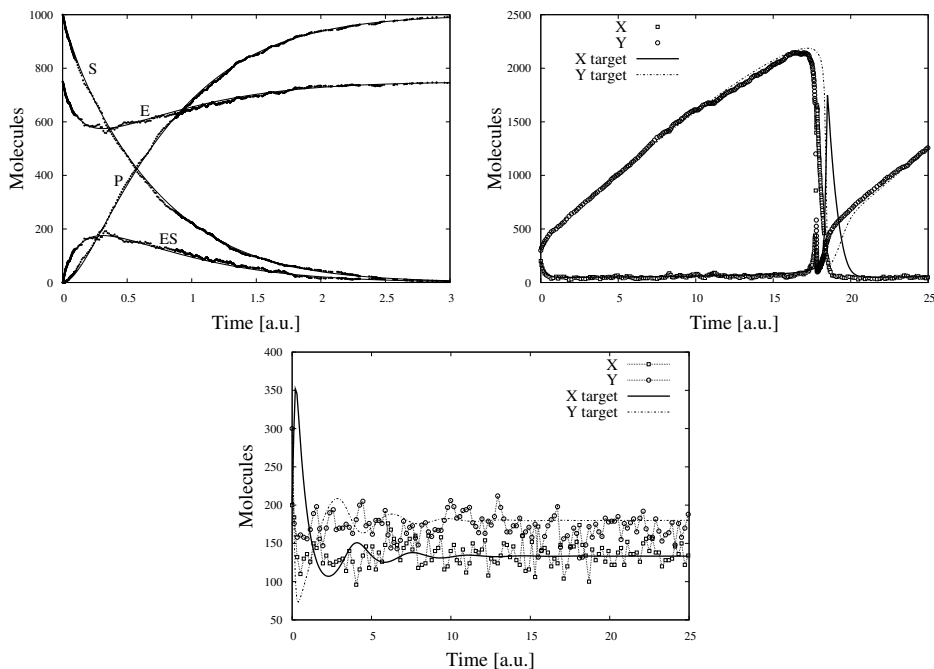 1000
800
600
400
200
0
Molecules
S
E
P
ES
0 0.5 1 1.5 2 2.5 3
Time [a.u.]
2500
2000
1500
1000
500
0
Molecules
X
Y
X target
Y target
0 5 10 15 20 25
Time [a.u.]
400
350
300
250
200
150
100
50
Molecules
X
Y
X target
Y target
0 5 10 15 20 25
Time [a.u.]